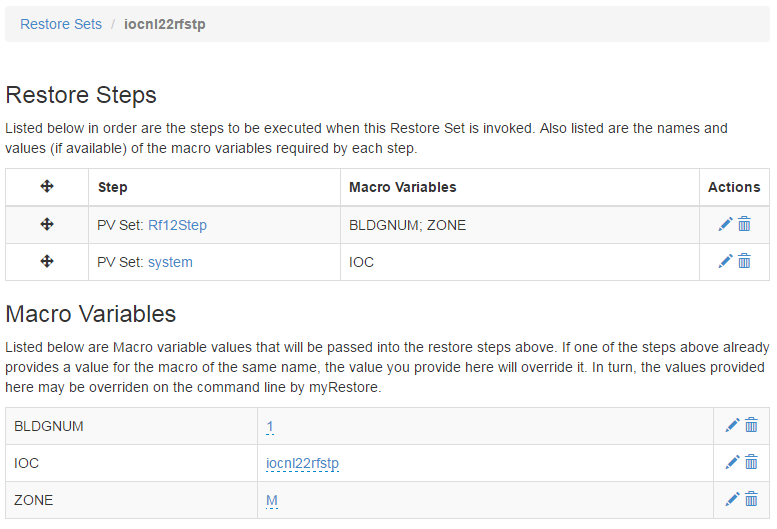 Restore Sets / iocnl22rfstp
Restore Steps
Listed below in order are the steps to be executed when this Restore Set is invoked. Also listed are the names and
values (if available) of the macro variables required by each step.
Step Macro Variables Actions
PV Set: Rf12Step BLDGNUM; ZONE
PV Set: system IOC
Macro Variables
Listed below are Macro variable values that will be passed into the restore steps above. If one of the steps above already
provides a value for the macro of the same name, the value you provide here will override it. In turn, the values provided
here may be overriden on the command line by myRestore.
BLDGNUM 1
IOC iocnl22rfstp
ZONE M